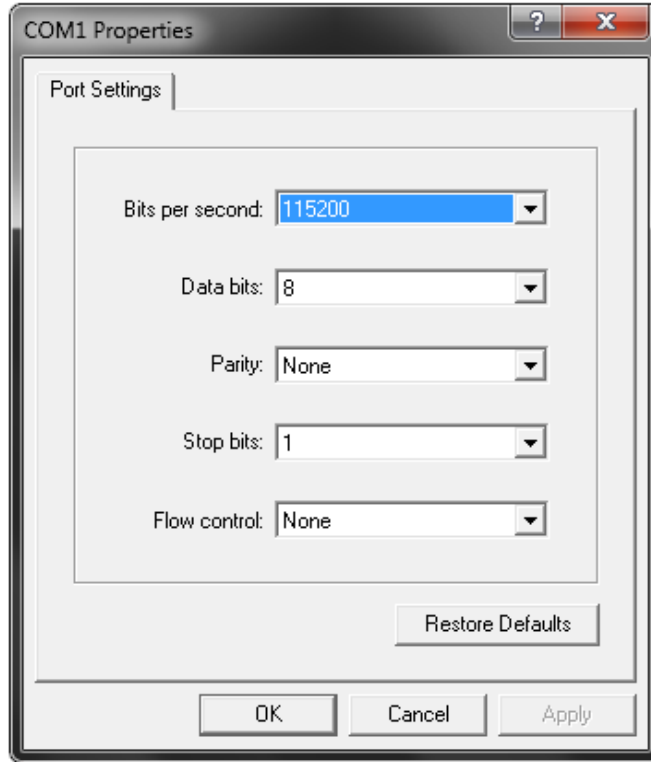 COM1 Properties
Port Settings
Bits per second: 115200
Data bits: 8
Parity: None
Stop bits: 1
Flow control: None
Restore Defaults
OK Cancel Apply